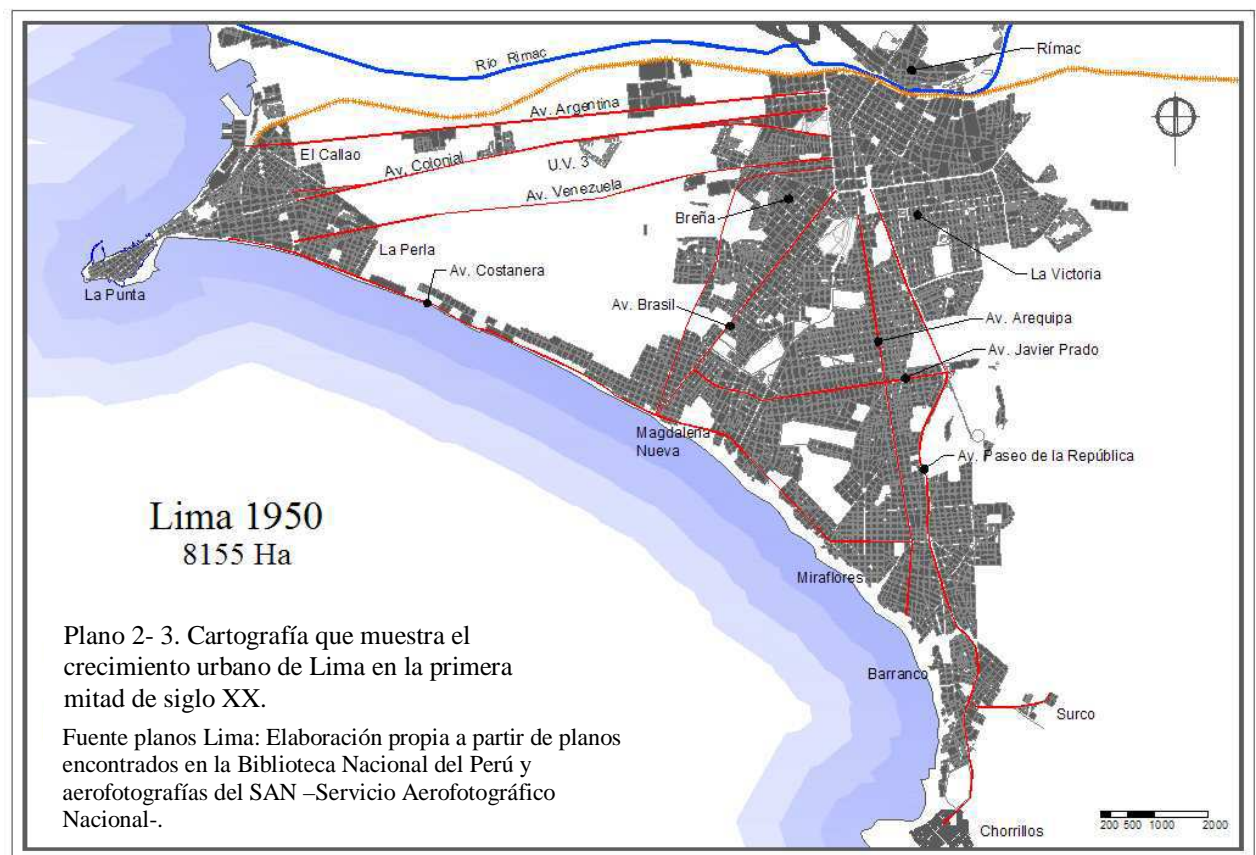 Río Rimac
Rímac
Av. Argentina
El Callao
Av. Colonial
U.V. 3
Av. Venezuela
Breña
La Perla
La Victoria
Av. Costanera
La Punta
Av. Brasil
Av. Arequipa
Av. Javier Prado
Magdalena
Nueva
Av. Paseo de la República
Lima 1950
8155 Ha
Miraflores
Plano 2- 3. Cartografía que muestra el
crecimiento urbano de Lima en la primera
mitad de siglo XX.
Barranco
Surco
Fuente planos Lima: Elaboración propia a partir de planos
encontrados en la Biblioteca Nacional del Perú y
aerofotografías del SAN –Servicio Aerofotográfico
Nacional-.
Chorrillos
200 500 1000 2000